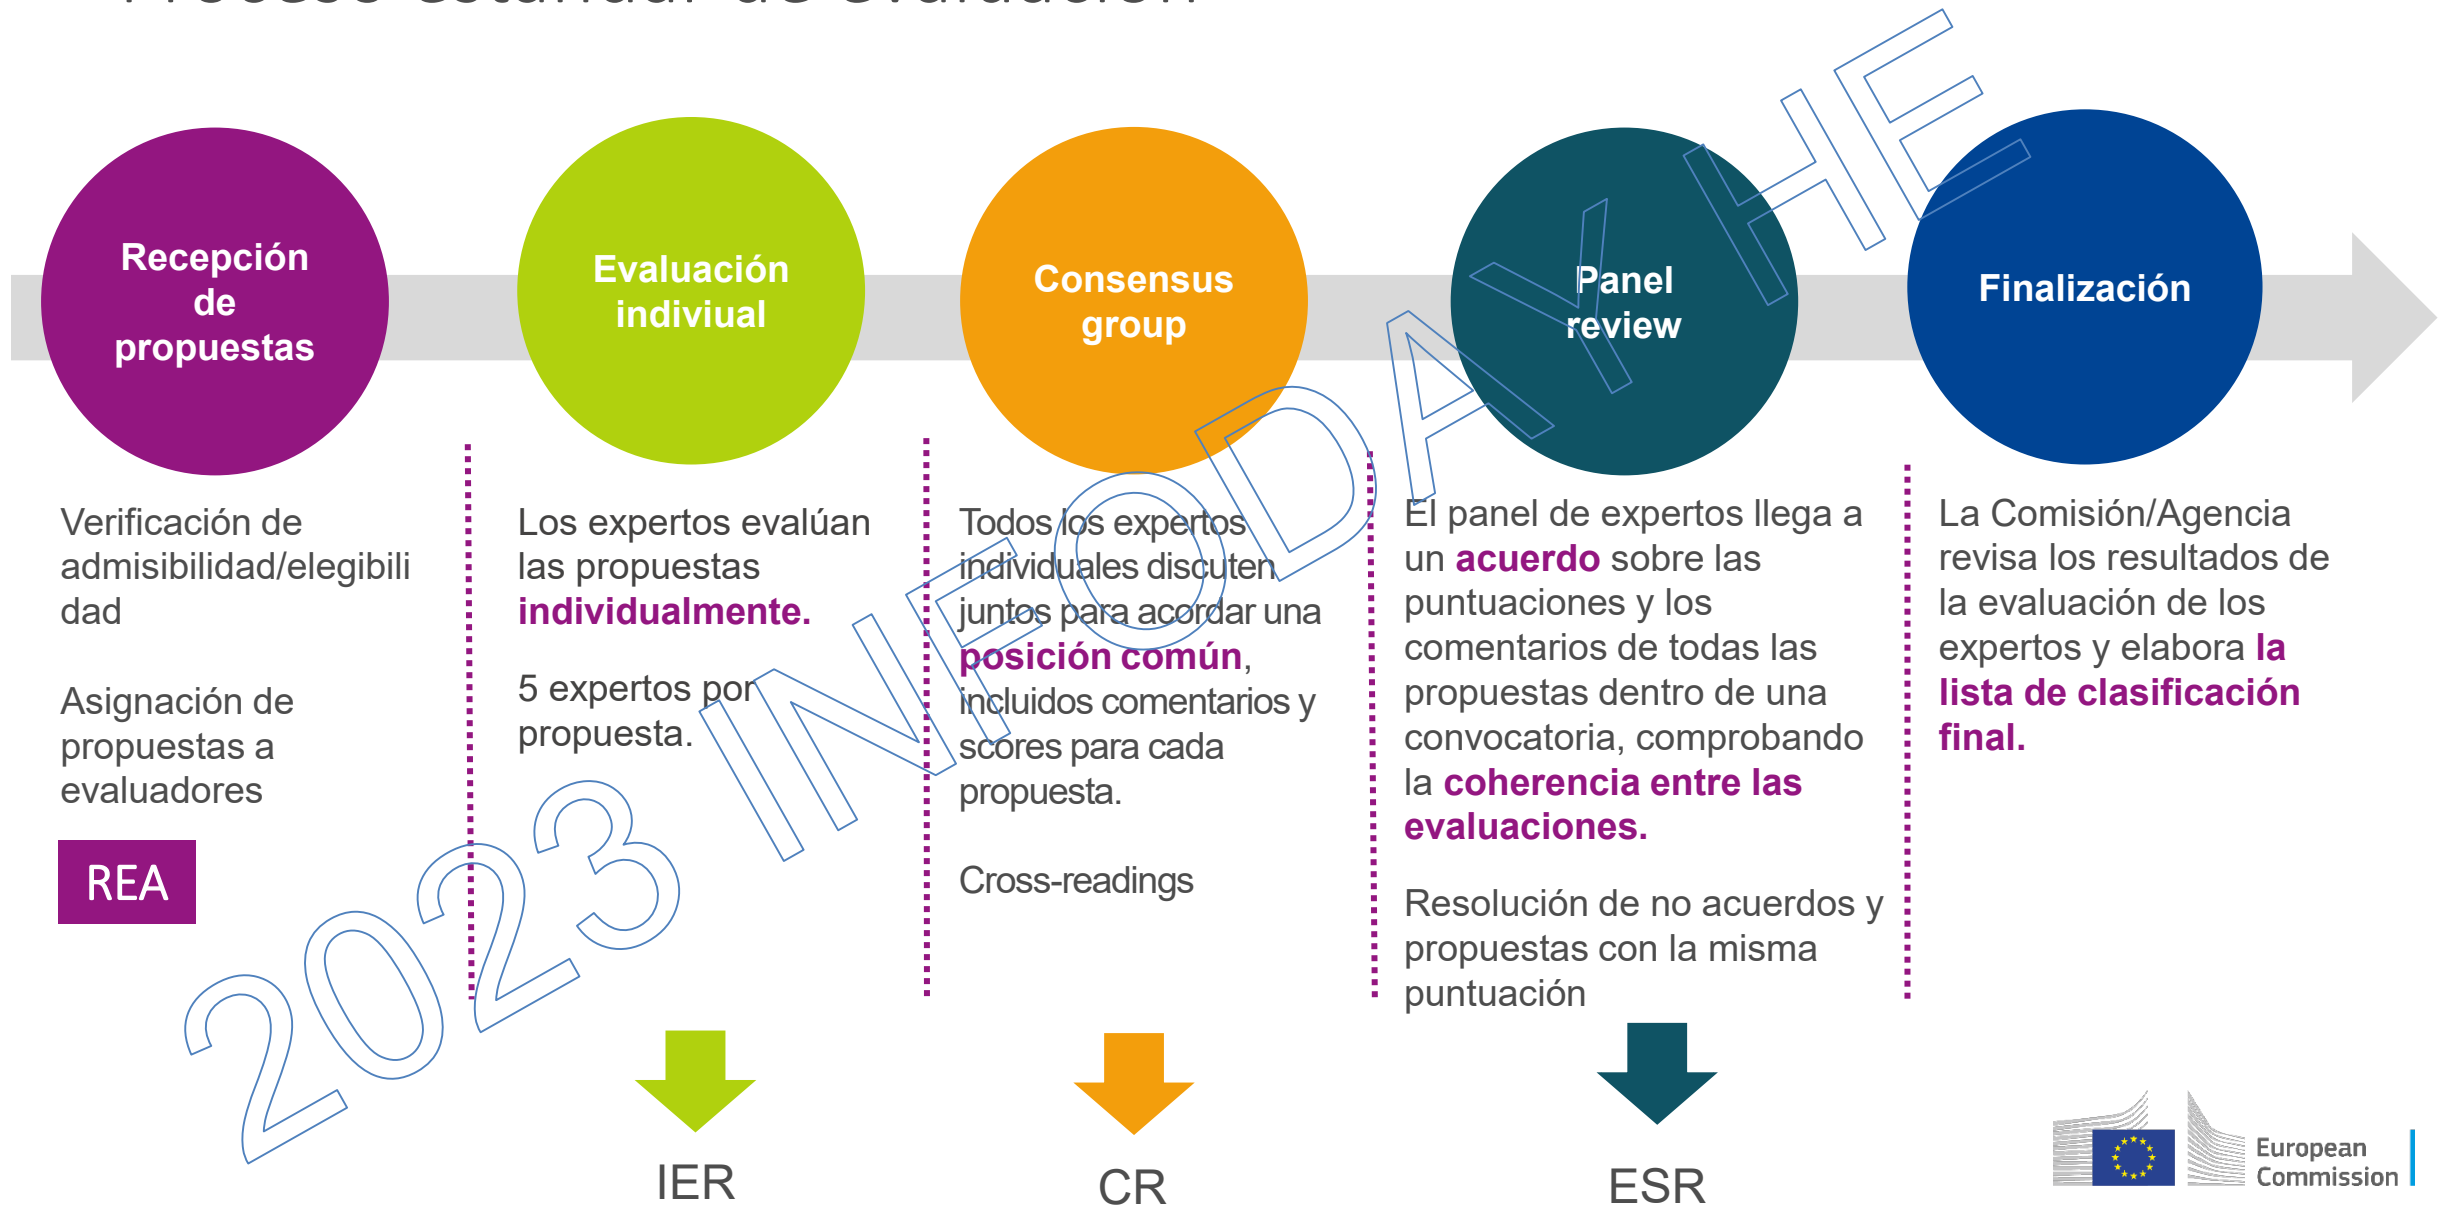 Proceso estándar de evaluación
Recepción
de
propuestas
Evaluación
indiviual
Consensus
group
Panel
review
Finalización
Verificación de
admisibilidad/elegibili
dad
Asignación de
propuestas a
evaluadores
REA
Los expertos evalúan
las propuestas
individualmente.
5 expertos por
propuesta.
IER
Todos los expertos
individuales discuten
juntos para acordar una
posición común,
incluidos comentarios y
scores para cada
propuesta.
Cross-readings
CR
El panel de expertos llega a
un acuerdo sobre las
puntuaciones y los
comentarios de todas las
propuestas dentro de una
convocatoria, comprobando
la coherencia entre las
evaluaciones.
Resolución de no acuerdos y
propuestas con la misma
puntuación
ESR
La Comisión/Agencia
revisa los resultados de
la evaluación de los
expertos y elabora la
lista de clasificación
final.
2023 INFODAY HE
European
Commission